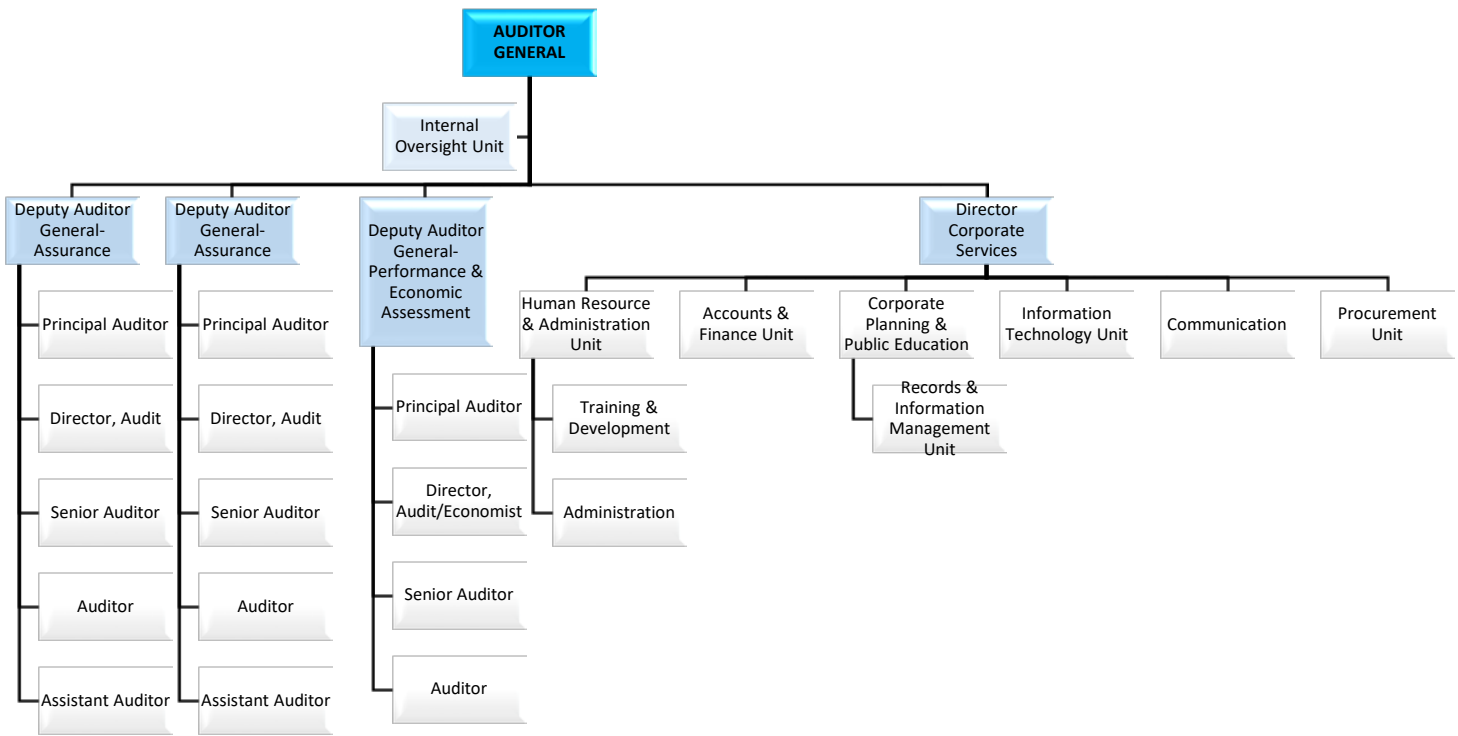 AUDITOR
GENERAL
Internal
Oversight Unit
Deputy Auditor
General-
Assurance
Deputy Auditor
General-
Assurance
Deputy Auditor
General-
Performance &
Economic
Assessment
Director
Corporate
Services
Principal Auditor
Director, Audit
Senior Auditor
Auditor
Assistant Auditor
Principal Auditor
Director, Audit
Senior Auditor
Auditor
Assistant Auditor
Principal Auditor
Director,
Audit/Economist
Senior Auditor
Auditor
Human Resource
& Administration
Unit
Training &
Development
Administration
Accounts &
Finance Unit
Corporate
Planning &
Public Education
Records &
Information
Management
Unit
Information
Technology Unit
Communication
Procurement
Unit